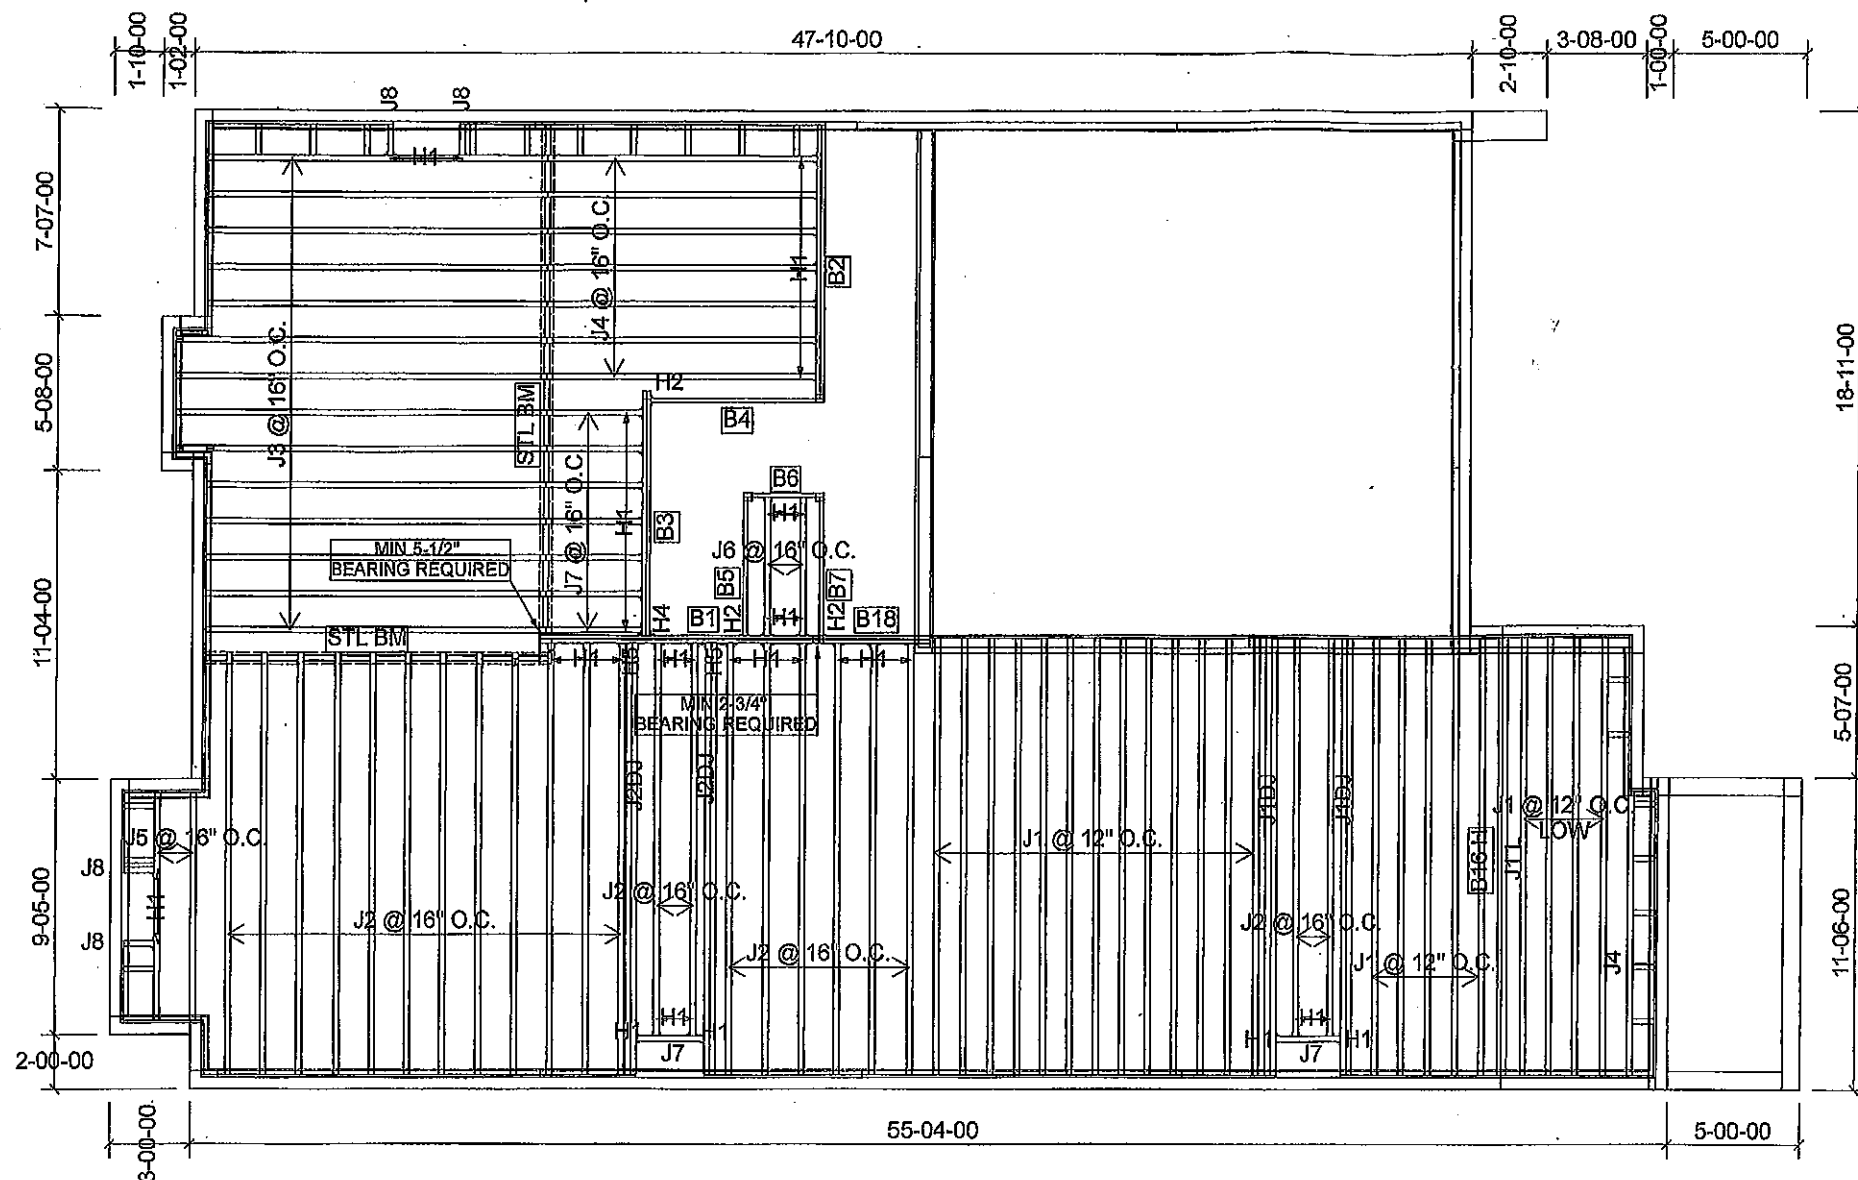 1-10-00
1-02-00
47-10-00
2-10-00
3-08-00
1-00-00
5-00-00
J8
J8
H1
7-07-00
J4 @ 16" O.C.
H1
B2
J3 @ 16" O.C.
5-08-00
18-11-00
H2
STL BM
B4
B6
H1
J7 @ 16" O.C.
H1
B3
MIN 5-1/2"
BEARING REQUIRED
J6 @ 16" O.C.
B5
B7
H4
B1
H2
H1
H2
B18
11-04-00
STL BM
H1
H5
H1
H5
H1
H1
MIN 2-3/4"
BEARING REQUIRED
5-07-00
J2DJ
J2DJ
J1DJ
J1DJ
J1 @ 12" O.C.
LOW
J5 @ 16" O.C.
J1 @ 12" O.C.
J8
H1
J8
J2 @ 16" O.C.
J2 @ 16" O.C.
J2 @ 16" O.C.
J2 @ 16" O.C.
J1 @ 12" O.C.
J1L
J4
9-05-00
11-06-00
H1
H1
H1
J7
H1
H1
H1
J7
2-00-00
3-00-00
55-04-00
5-00-00